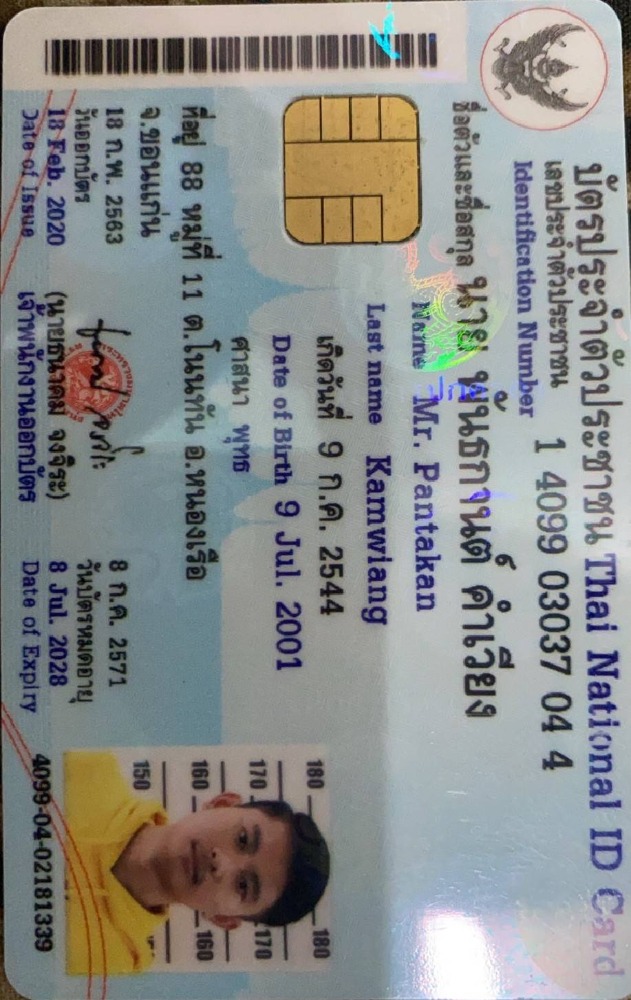 บัตรประจำตัวประชาชน Thai National ID Card
เลขประจำตัวประชาชน
Identification Number 1 4099 03037 04 4
ชื่อตัวและชื่อสกุล นาย พันธกานต์ คำเวียง
Name Mr. Pantakan
Last name Kamwiang
เกิดวันที่ 9 ก.ค. 2544
Date of Birth 9 Jul. 2001
ศาสนา พุทธ
ที่อยู่ 88 หมู่ที่ 11 ต.โนนทัน อ.หนองเรือ
จ.ขอนแก่น
18 ก.พ. 2563
วันออกบัตร
18 Feb. 2020
Date of Issue
(นายธนาคม จงจิระ)
เจ้าพนักงานออกบัตร
8 ก.ค. 2571
วันบัตรหมดอายุ
8 Jul. 2028
Date of Expiry
180 180
170 170
160 160
150
4099-04-02181339